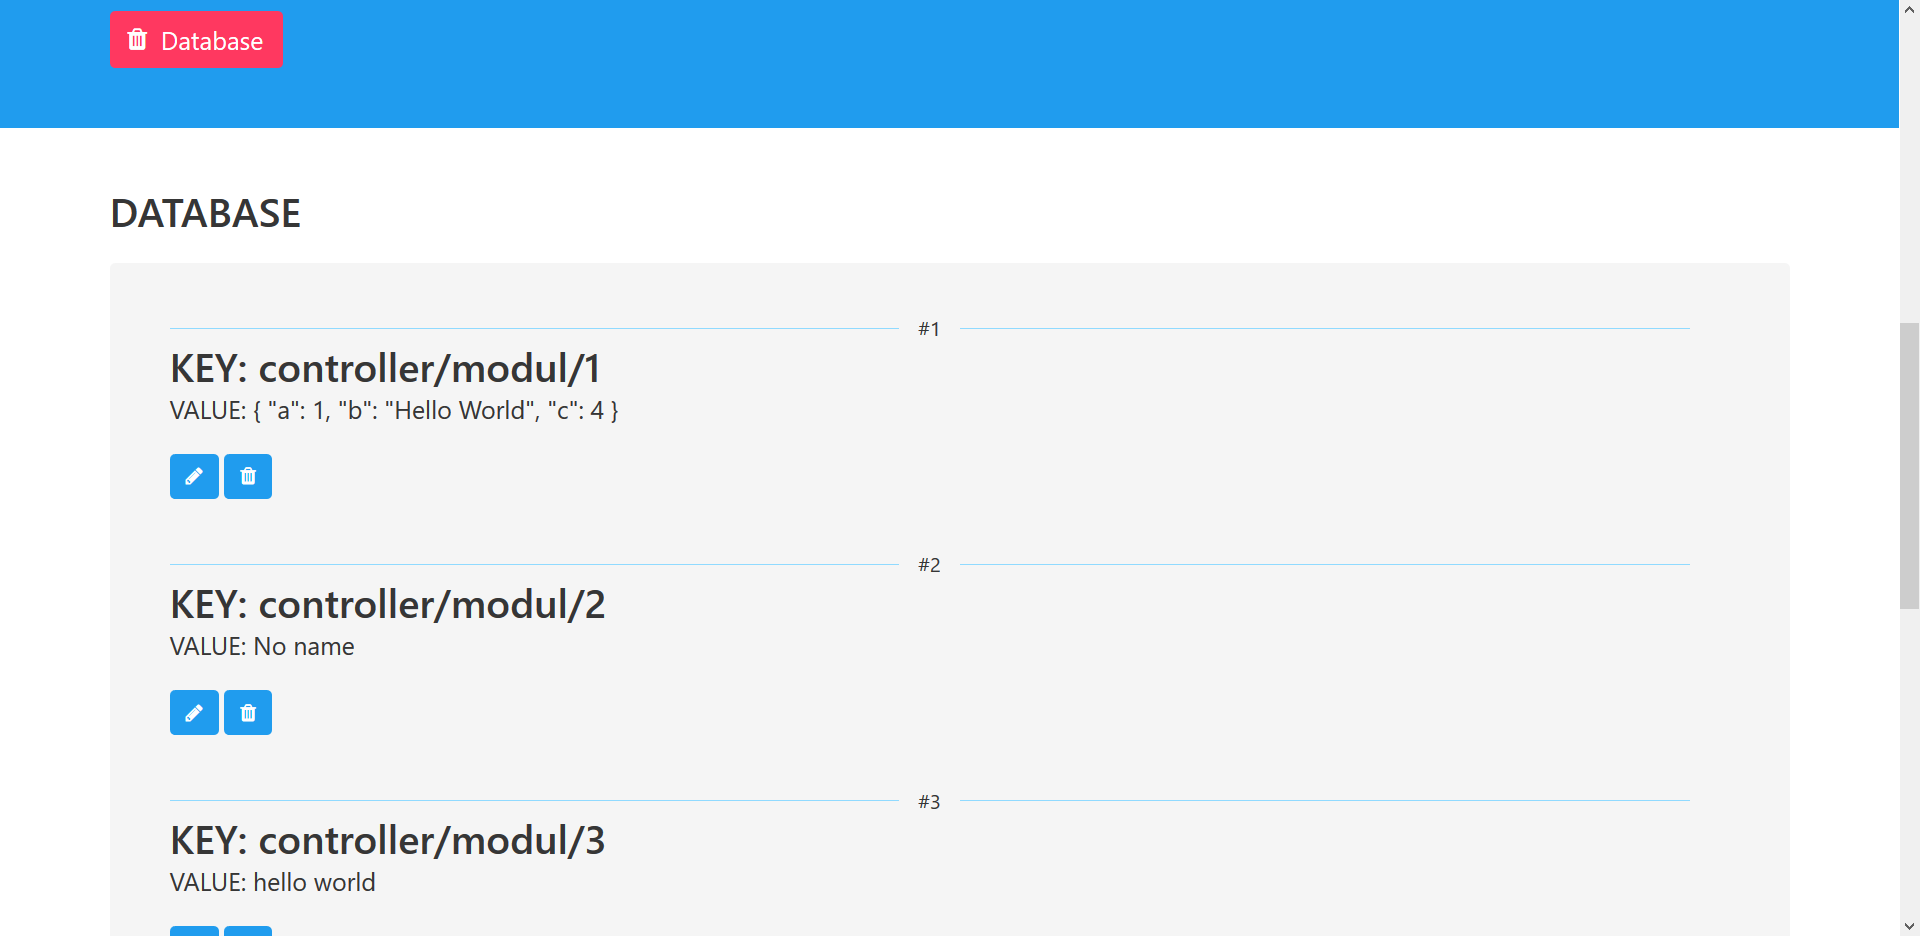 Database
DATABASE
#1
KEY: controller/modul/1
VALUE: { "a": 1, "b": "Hello World", "c": 4 }
#2
KEY: controller/modul/2
VALUE: No name
#3
KEY: controller/modul/3
VALUE: hello world